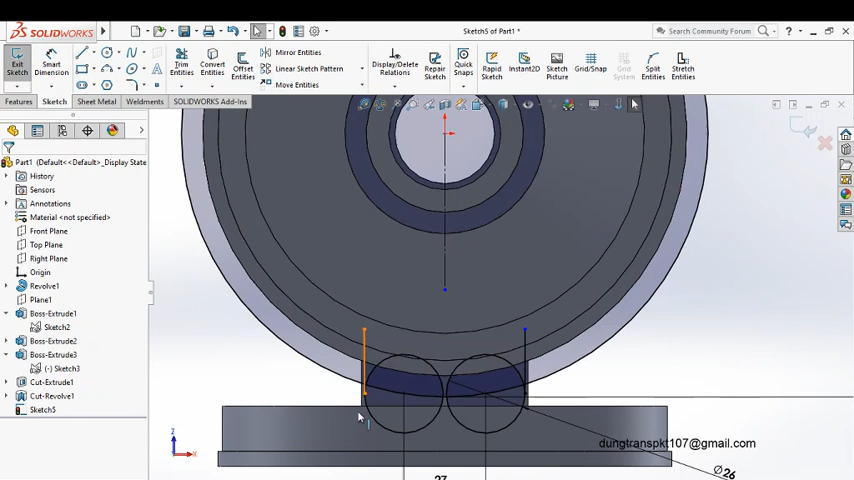 SOLIDWORKS
Sketch5 of Part1 *
Search Community Forum
Exit Sketch
Smart Dimension
Trim Entities
Convert Entities
Offset Entities
Mirror Entities
Linear Sketch Pattern
Move Entities
Display/Delete Relations
Repair Sketch
Quick Snaps
Rapid Sketch
Instant2D
Sketch Picture
Grid/Snap
Grid System
Split Entities
Stretch Entities
Features
Sketch
Sheet Metal
Weldments
SOLIDWORKS Add-Ins
Part1 (Default<<Default>_Display State
History
Sensors
Annotations
Material <not specified>
Front Plane
Top Plane
Right Plane
Origin
Revolve1
Plane1
Boss-Extrude1
Sketch2
Boss-Extrude2
Boss-Extrude3
(-) Sketch3
Cut-Extrude1
Cut-Revolve1
Sketch5
dungtranspkt107@gmail.com
Z
X
27
⌀26